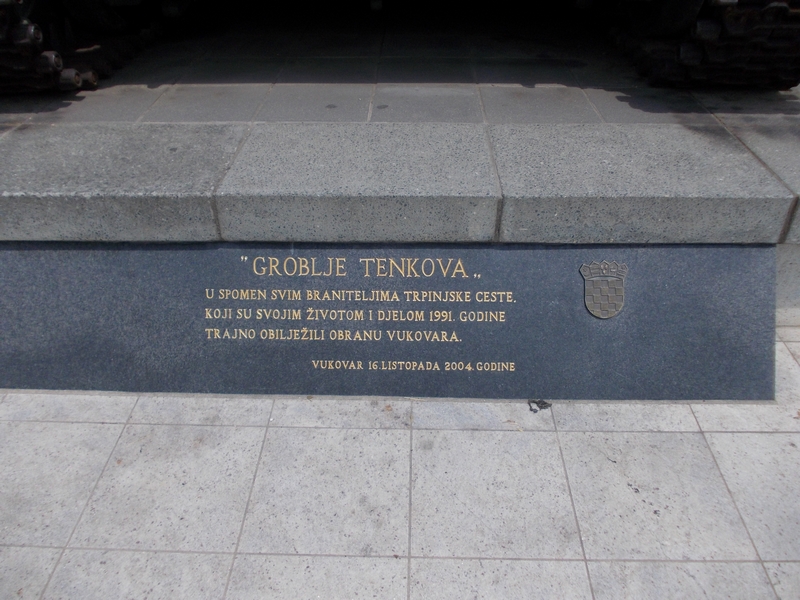 "GROBLJE TENKOVA„
U SPOMEN SVIM BRANITELJIMA TRPINJSKE CESTE,
KOJI SU SVOJIM ŽIVOTOM I DJELOM 1991. GODINE
TRAJNO OBILJEŽILI OBRANU VUKOVARA.
VUKOVAR 16.LISTOPADA 2004.GODINE